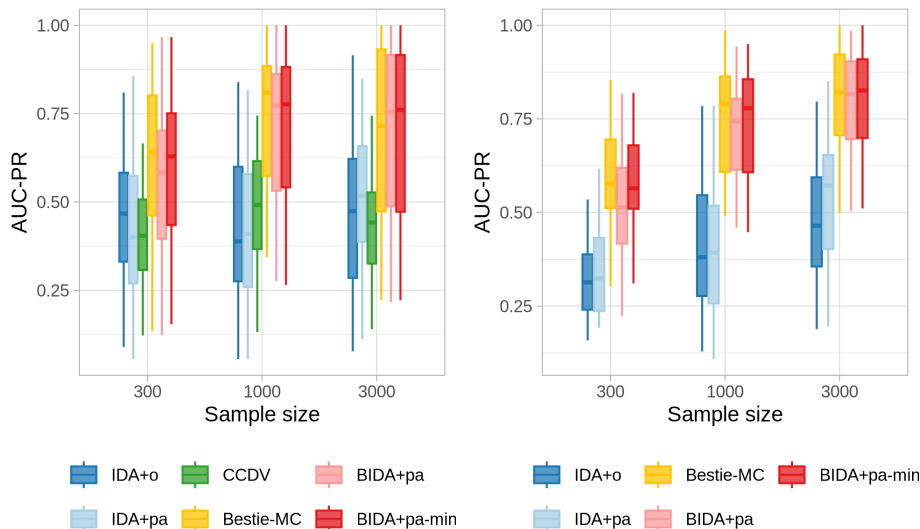 1.00
0.75
0.50
0.25
AUC-PR
300
1000
3000
Sample size
IDA+o
CCDV
BIDA+pa
IDA+pa
Bestie-MC
BIDA+pa-min
1.00
0.75
0.50
0.25
AUC-PR
300
1000
3000
Sample size
IDA+o
Bestie-MC
BIDA+pa-min
IDA+pa
BIDA+pa